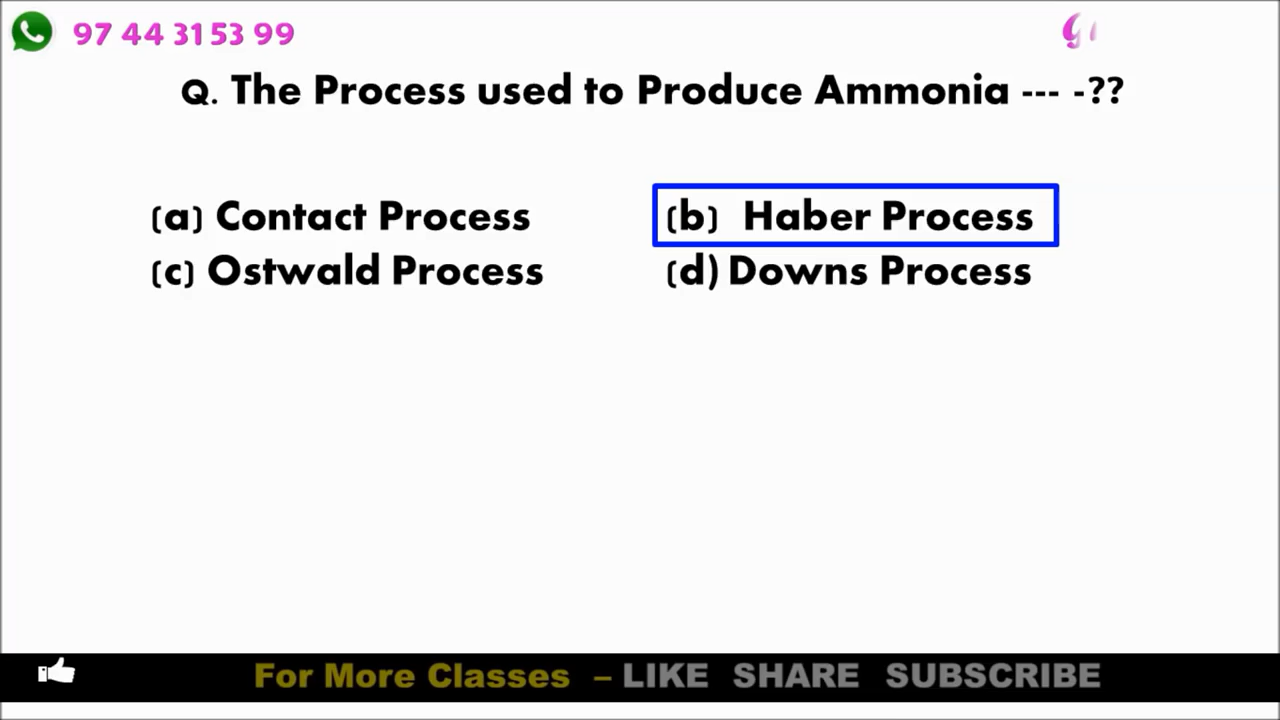 97 44 3153 99
Q. The Process used to Produce Ammonia --- -??
(a) Contact Process (b) Haber Process
(c) Ostwald Process (d) Downs Process
For More Classes – LIKE SHARE SUBSCRIBE